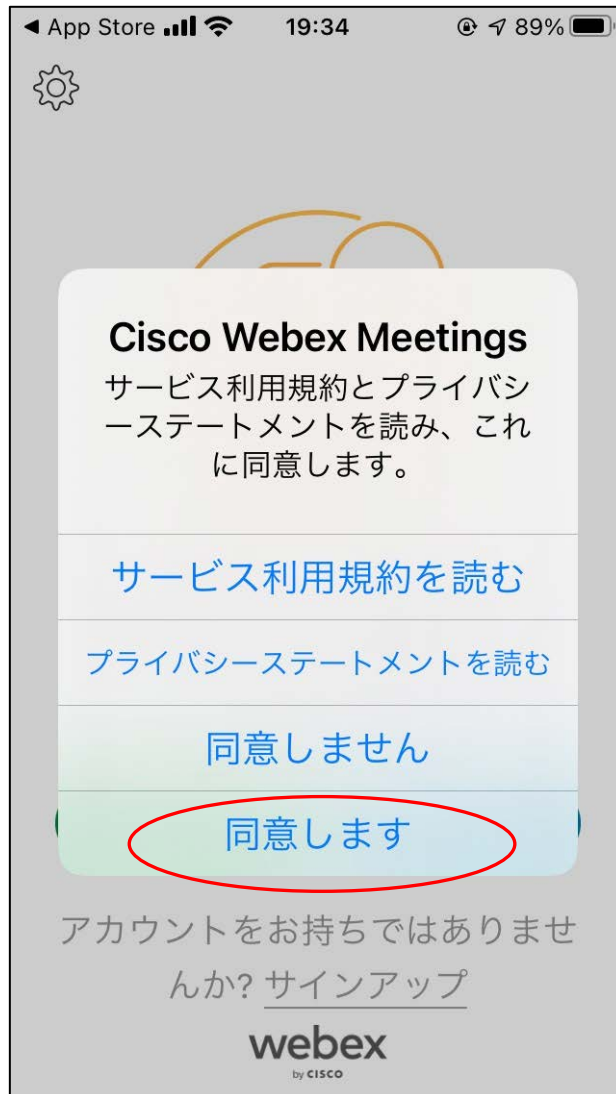 ◀ App Store 19:34 89%
Cisco Webex Meetings
サービス利用規約とプライバシ
ーステートメントを読み、これ
に同意します。
サービス利用規約を読む
プライバシーステートメントを読む
同意しません
同意します
アカウントをお持ちではありませ
んか? サインアップ
webex
by CISCO